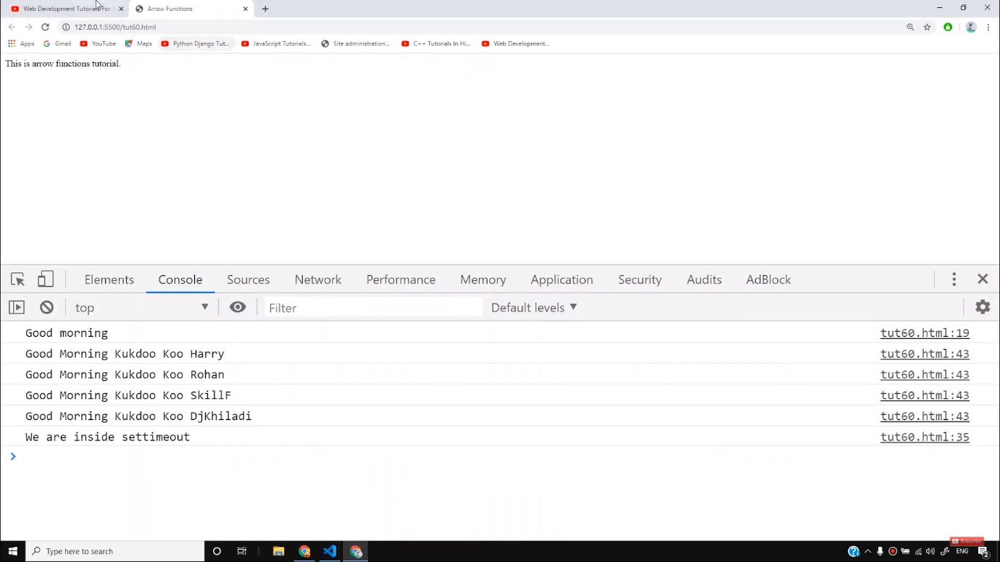 Web Development Tutorials For
Arrow Functions
127.0.0.1:5500/tut60.html
Apps Gmail YouTube Maps Python Django Tut... JavaScript Tutorials... Site administration... C++ Tutorials In Hi... Web Development...
This is arrow functions tutorial.
Elements Console Sources Network Performance Memory Application Security Audits AdBlock
top Filter Default levels
Good morning tut60.html:19
Good Morning Kukdoo Koo Harry tut60.html:43
Good Morning Kukdoo Koo Rohan tut60.html:43
Good Morning Kukdoo Koo SkillF tut60.html:43
Good Morning Kukdoo Koo DjKhiladi tut60.html:43
We are inside settimeout tut60.html:35
Subscribe
Type here to search ENG 2